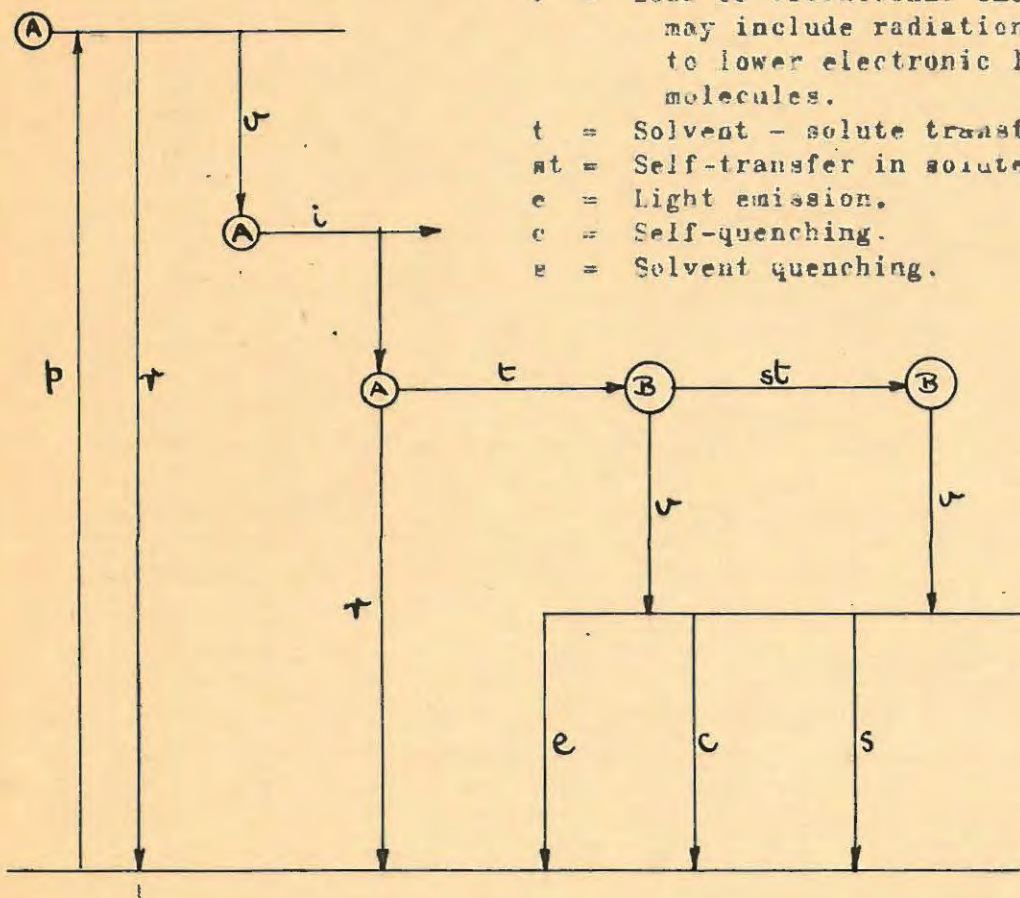 may include radiation
to lower electronic
molecules.
t = Solvent - solute
st = Self-transfer in solute
e = Light emission.
c = Self-quenching.
s = Solvent quenching.
A
v
A
i
p
r
A
t
B
st
B
v
v
r
e
c
s